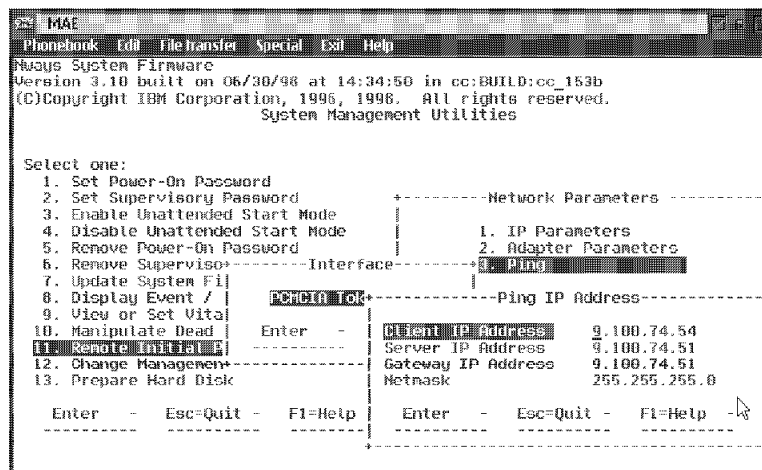 MAE
Phonebook Edit File transfer Special Exit Help
Nways System Firmware
Version 3.10 built on 06/30/98 at 14:34:50 in cc:BUILD:cc_153b
(C)Copyright IBM Corporation, 1996, 1998. All rights reserved.
System Management Utilities
Select one:
1. Set Power-On Password
2. Set Supervisory Password
3. Enable Unattended Start Mode
4. Disable Unattended Start Mode
5. Remove Power-On Password
6. Remove Superviso
7. Update System Fi
8. Display Event /
9. View or Set Vita
10. Manipulate Dead
11. Remote Initial P
12. Change Managemen
13. Prepare Hard Disk
Enter - Esc=Quit - F1=Help
Interface
PCMCIA Tok
Enter -
Network Parameters
1. IP Parameters
2. Adapter Parameters
3. Ping
Ping IP Address
Client IP Address 9.100.74.54
Server IP Address 9.100.74.51
Gateway IP Address 9.100.74.51
Netmask 255.255.255.0
Enter - Esc=Quit - F1=Help -